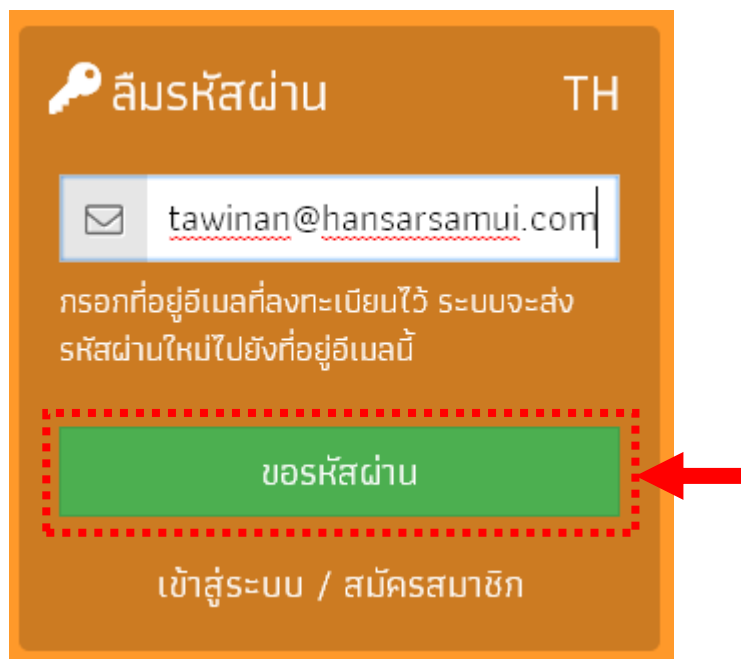 ลืมรหัสผ่าน TH
tawinan@hansarsamui.com
กรอกที่อยู่อีเมลที่ลงทะเบียนไว้ ระบบจะส่ง
รหัสผ่านใหม่ไปยังที่อยู่อีเมลนี้
ขอรหัสผ่าน
เข้าสู่ระบบ / สมัครสมาชิก